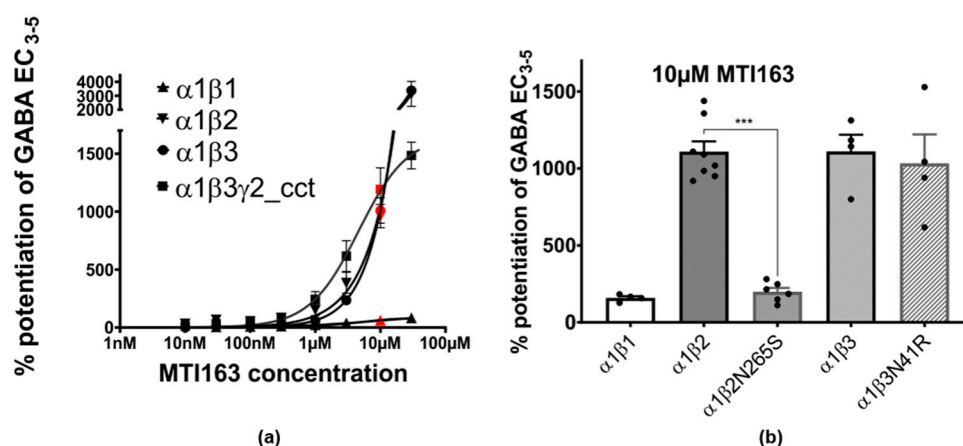 % potentiation of GABA EC3-5
4000
3000
2000
1500
1000
500
0
α1β1
α1β2
α1β3
α1β3γ2_cct
1nM 10nM 100nM 1µM 10µM 100µM
MTI163 concentration
(a)
% potentiation of GABA EC3-5
10µM MTI163
1500
1000
500
0
***
α1β1 α1β2 α1β2N265S α1β3 α1β3N41R
(b)